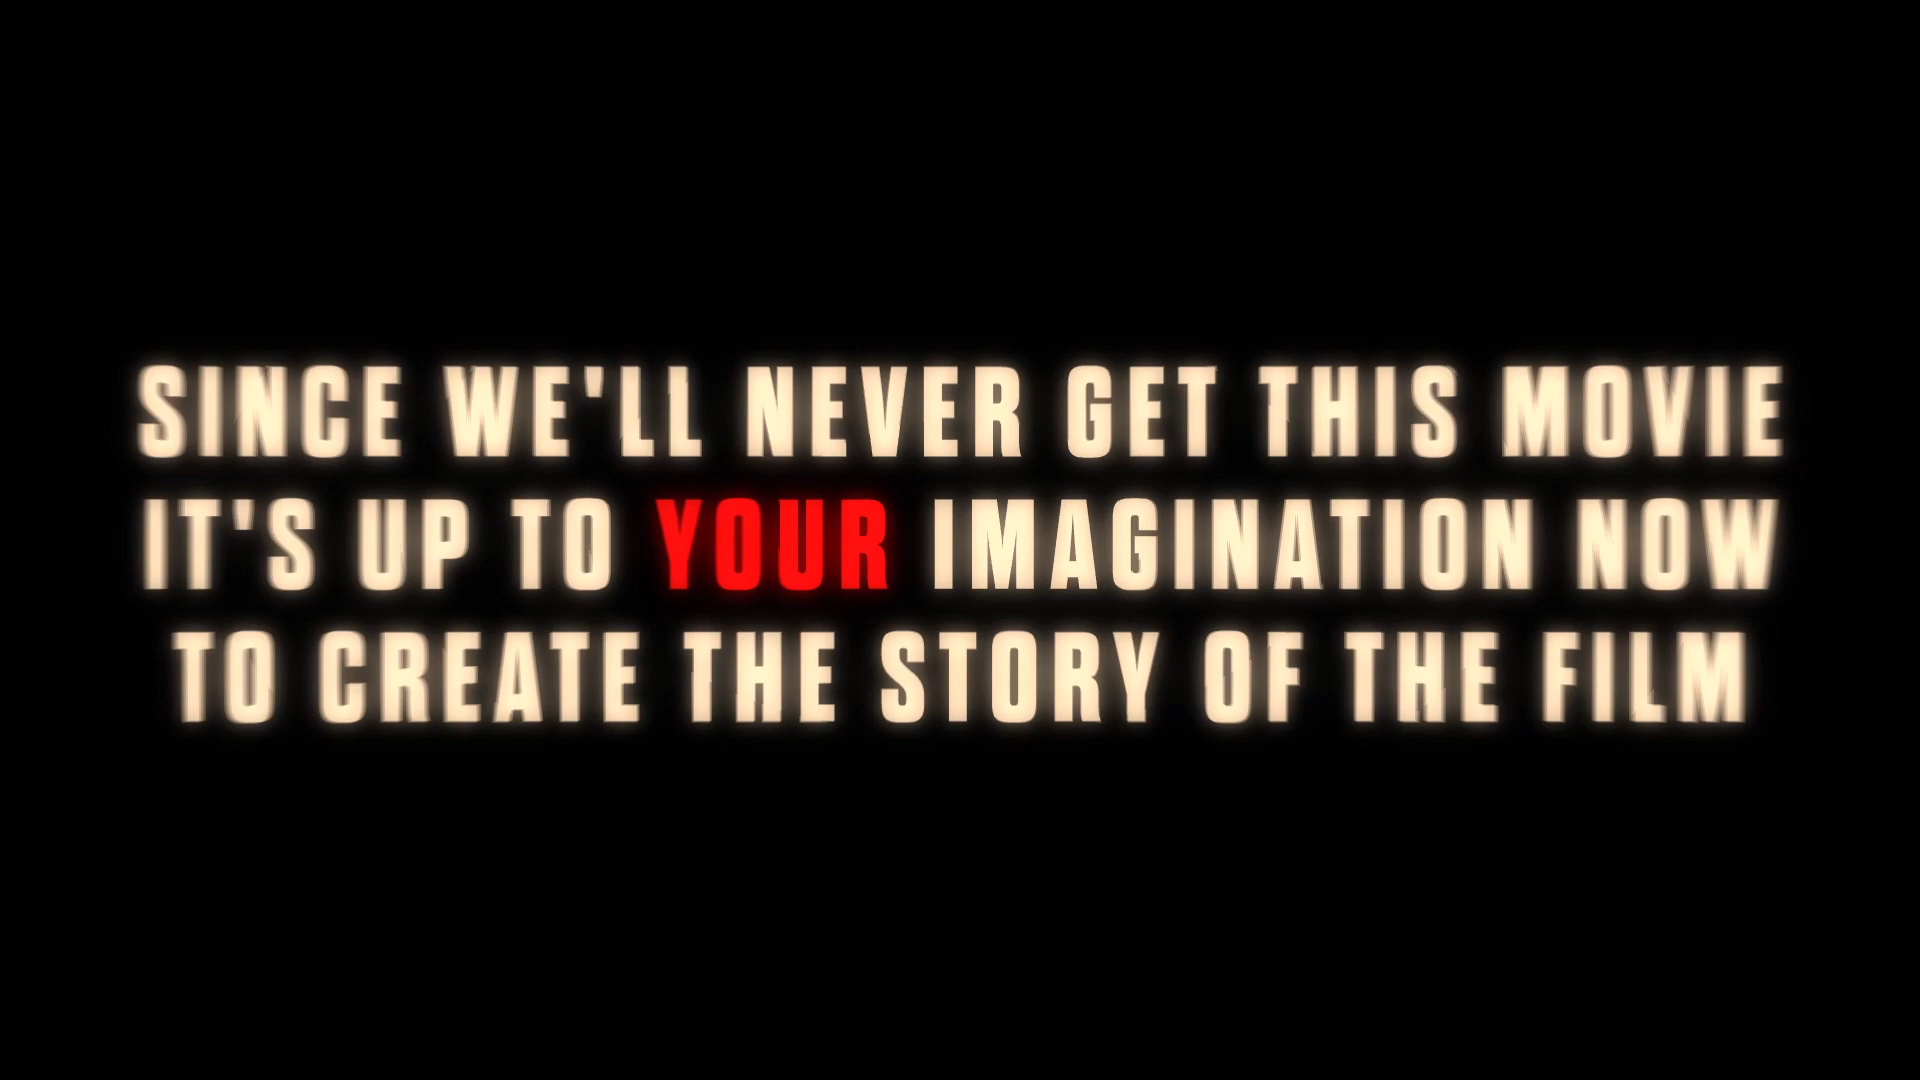 SINCE WE'LL NEVER GET THIS MOVIE
IT'S UP TO YOUR IMAGINATION NOW
TO CREATE THE STORY OF THE FILM